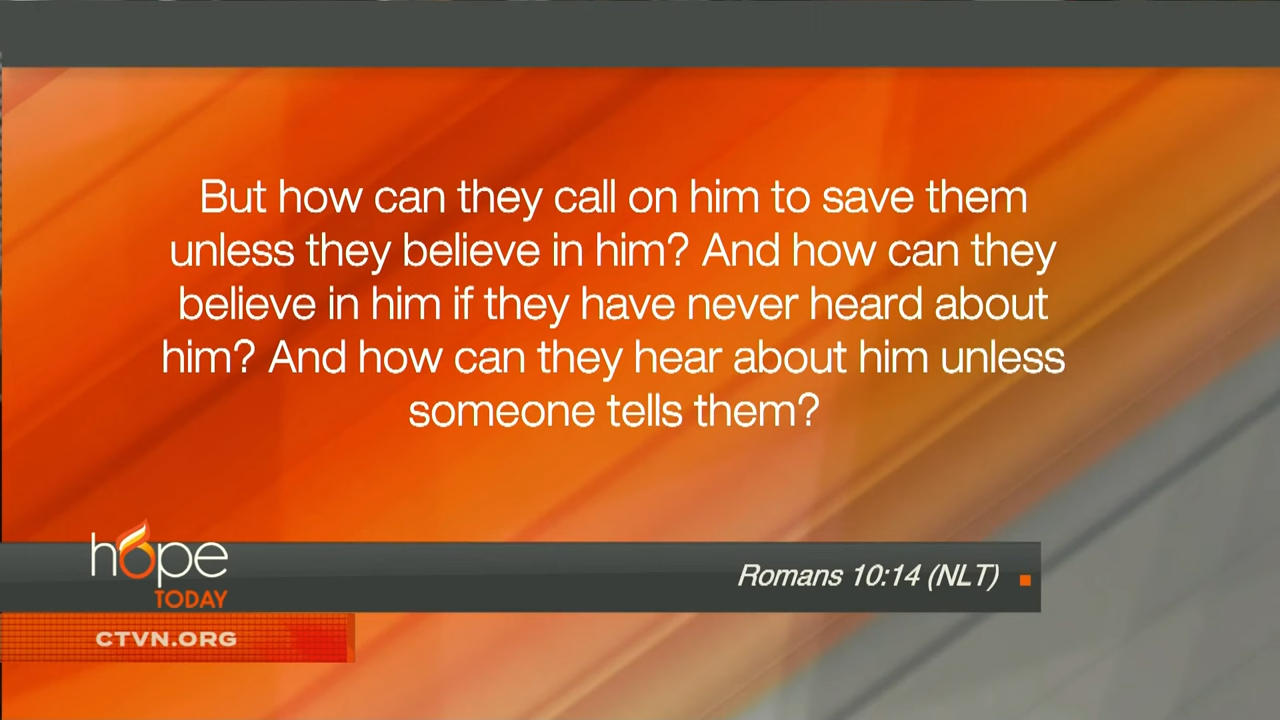 But how can they call on him to save them
unless they believe in him? And how can they
believe in him if they have never heard about
him? And how can they hear about him unless
someone tells them?
hope
TODAY
Romans 10:14 (NLT)
CTVN.ORG